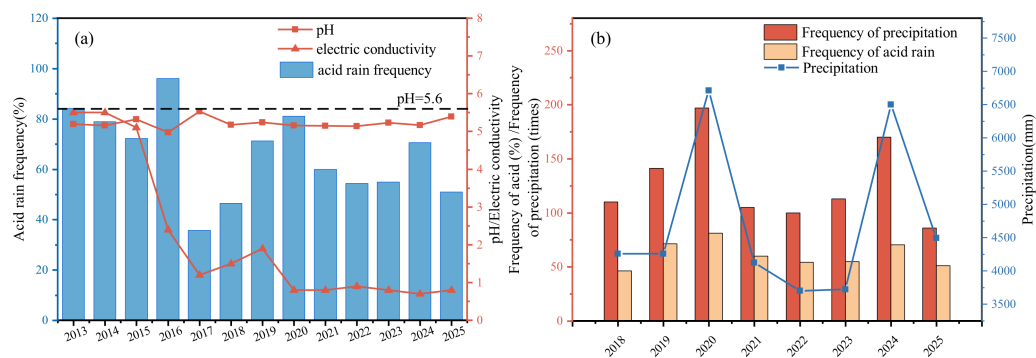 (a)
pH
electric conductivity
acid rain frequency
pH=5.6
Acid rain frequency(%)
120
100
80
60
40
20
0
8
7
6
5
4
3
2
1
0
pH/Electric conductivity
2013 2014 2015 2016 2017 2018 2019 2020 2021 2022 2023 2024 2025
(b)
Frequency of precipitation
Frequency of acid rain
Precipitation
Frequency of acid (%) /Frequency
of precipitation (times)
250
200
150
100
50
0
7500
7000
6500
6000
5500
5000
4500
4000
3500
Precipitation(mm)
2018 2019 2020 2021 2022 2023 2024 2025